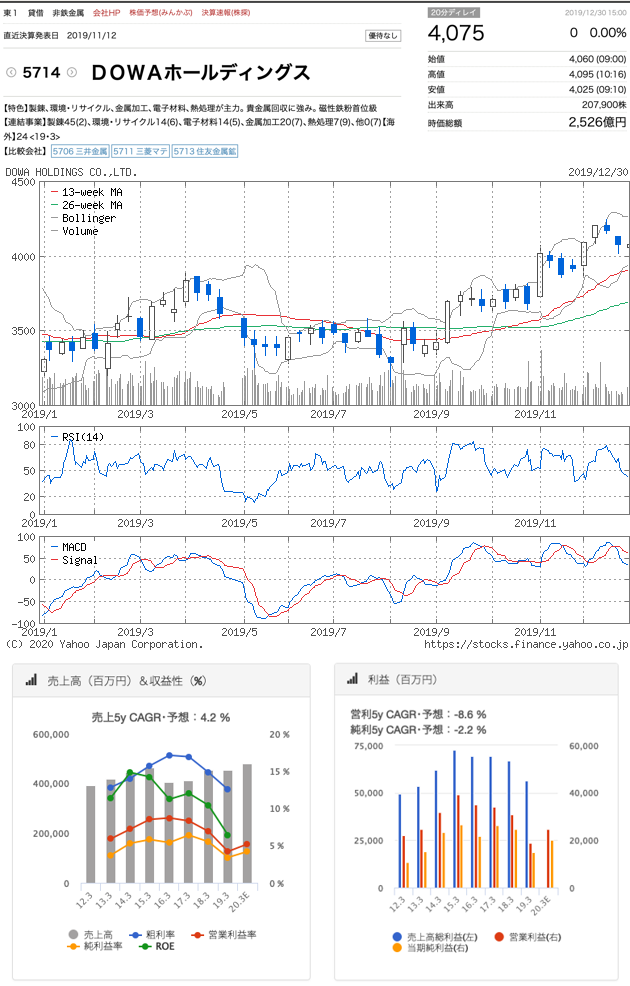 東1 貸借 非鉄金属 会社HP 株価予想(みんかぶ) 決算速報(株探)
直近決算発表日 2019/11/12
優待なし
5714 DOWAホールディングス
【特色】製錬、環境・リサイクル、金属加工、電子材料、熱処理が主力。貴金属回収に強み。磁性鉄粉首位級
【連結事業】製錬45(2)、環境・リサイクル14(6)、電子材料14(5)、金属加工20(7)、熱処理7(9)、他0(7)【海
外】24 <19・3>
【比較会社】 5706 三井金属 5711 三菱マテ 5713 住友金属鉱
20分ディレイ 2019/12/30 15:00
4,075 0 0.00%
始値 4,060 (09:00)
高値 4,095 (10:16)
安値 4,025 (09:10)
出来高 207,900株
時価総額 2,526億円
DOWA HOLDINGS CO.,LTD. 2019/12/30
4500
4000
3500
3000
13-week MA
26-week MA
Bollinger
Volume
2019/1 2019/3 2019/5 2019/7 2019/9 2019/11
100
80
60
40
20
0
RSI(14)
2019/1 2019/3 2019/5 2019/7 2019/9 2019/11
100
50
0
-50
-100
MACD
Signal
2019/1 2019/3 2019/5 2019/7 2019/9 2019/11
(C) 2020 Yahoo Japan Corporation. https://stocks.finance.yahoo.co.jp
売上高（百万円）＆収益性（%）
売上5y CAGR・予想：4.2 %
600,000
400,000
200,000
0
20 %
15 %
10 %
5 %
0 %
12.3 13.3 14.3 15.3 16.3 17.3 18.3 19.3 20.3E
売上高 粗利率 営業利益率
純利益率 ROE
利益（百万円）
営利5y CAGR・予想：-8.6 %
純利5y CAGR・予想：-2.2 %
75,000
50,000
25,000
0
60,000
40,000
20,000
0
12.3 13.3 14.3 15.3 16.3 17.3 18.3 19.3 20.3E
売上高総利益(左) 営業利益(右)
当期純利益(右)